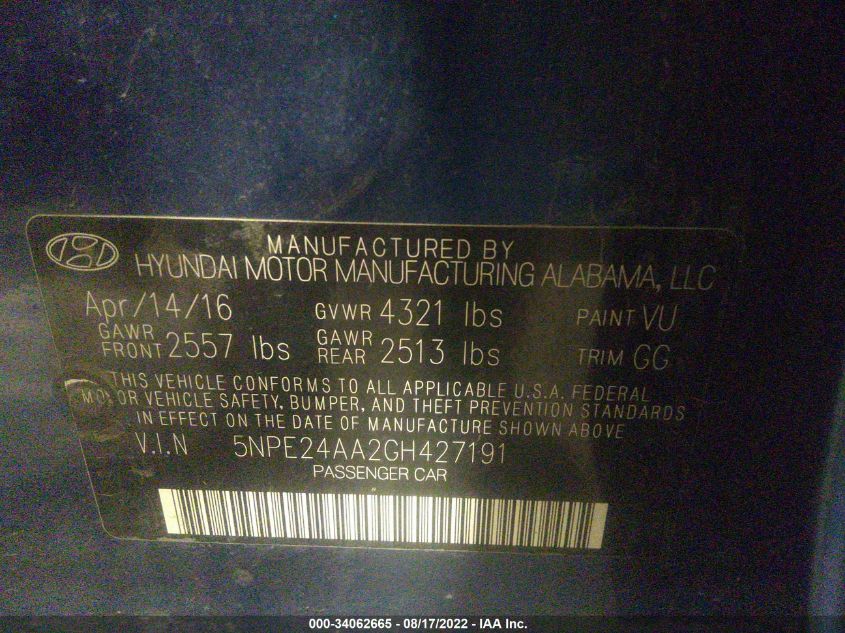 MANUFACTURED BY
HYUNDAI MOTOR MANUFACTURING ALABAMA, LLC
Apr/14/16 GVWR 4321 lbs PAINT VU
GAWR FRONT 2557 lbs GAWR REAR 2513 lbs TRIM GG
THIS VEHICLE CONFORMS TO ALL APPLICABLE U.S.A. FEDERAL
MOTOR VEHICLE SAFETY, BUMPER, AND THEFT PREVENTION STANDARDS
IN EFFECT ON THE DATE OF MANUFACTURE SHOWN ABOVE
V.I.N 5NPE24AA2GH427191
PASSENGER CAR
000-34062665 - 08/17/2022 - IAA Inc.